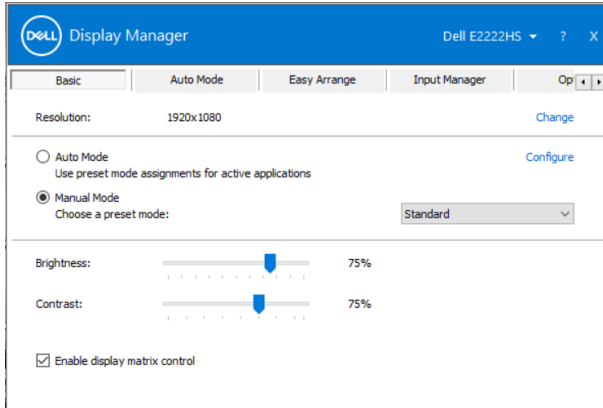 DELL Display Manager Dell E2222HS ? X
Basic Auto Mode Easy Arrange Input Manager Op
Resolution: 1920x1080 Change
Auto Mode Configure
Use preset mode assignments for active applications
Manual Mode
Choose a preset mode: Standard
Brightness: 75%
Contrast: 75%
Enable display matrix control